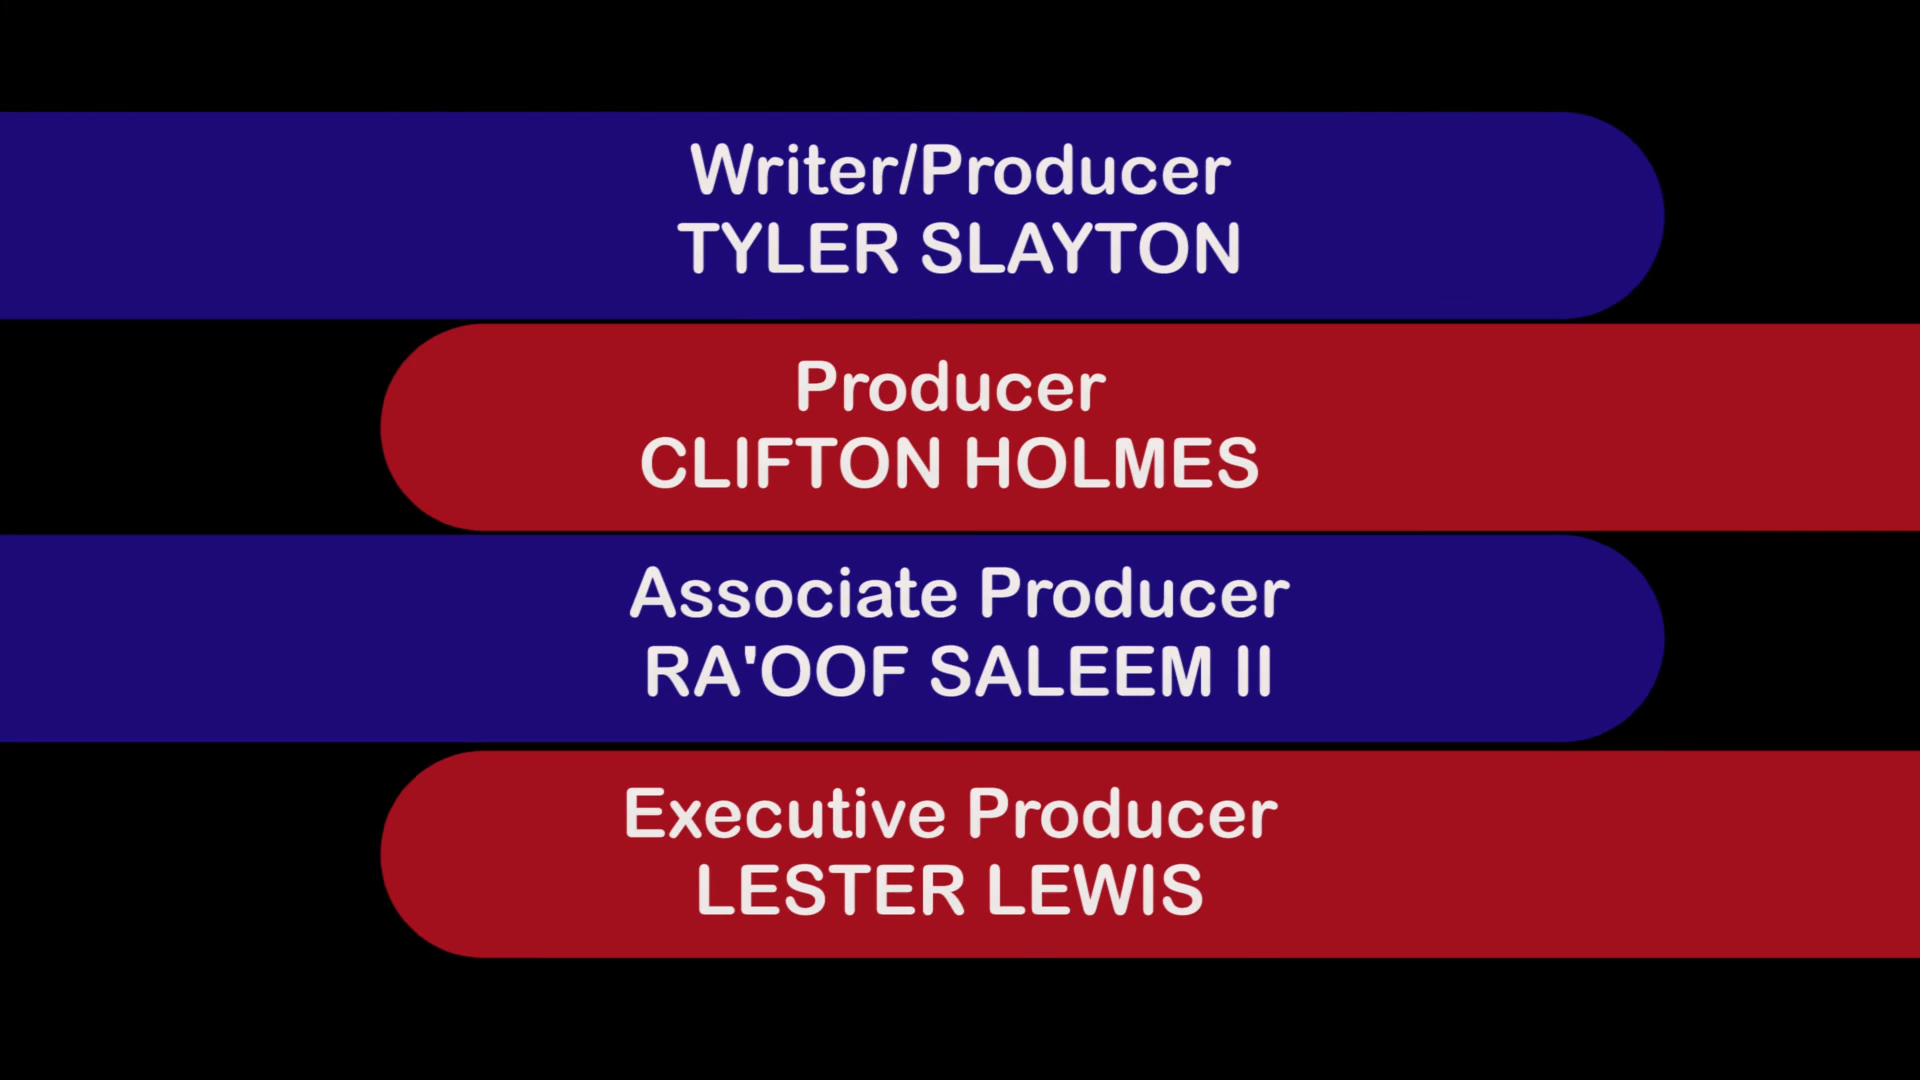 Writer/Producer
TYLER SLAYTON
Producer
CLIFTON HOLMES
Associate Producer
RA'OOF SALEEM II
Executive Producer
LESTER LEWIS